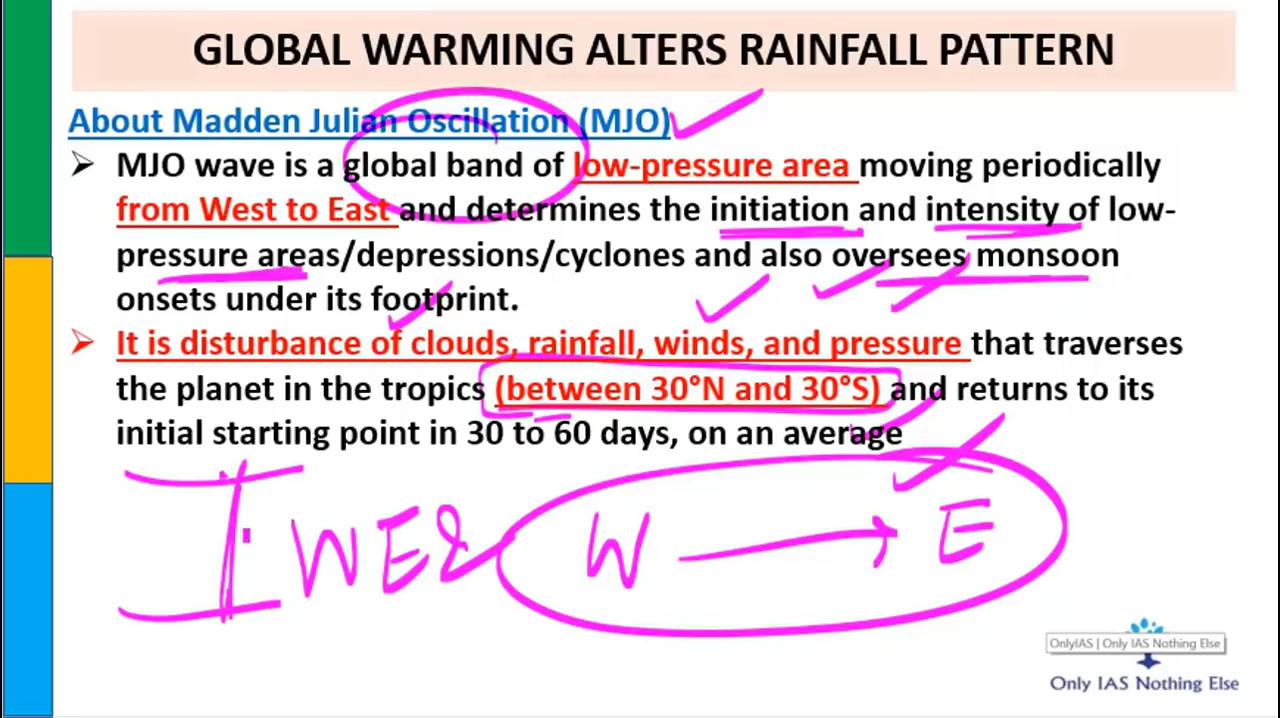 GLOBAL WARMING ALTERS RAINFALL PATTERN
About Madden Julian Oscillation (MJO)
MJO wave is a global band of low-pressure area moving periodically
from West to East and determines the initiation and intensity of low-
pressure areas/depressions/cyclones and also oversees monsoon
onsets under its footprint.
It is disturbance of clouds, rainfall, winds, and pressure that traverses
the planet in the tropics (between 30°N and 30°S) and returns to its
initial starting point in 30 to 60 days, on an average
I WER W → E
OnlyIAS | Only IAS Nothing Else |
Only IAS Nothing Else